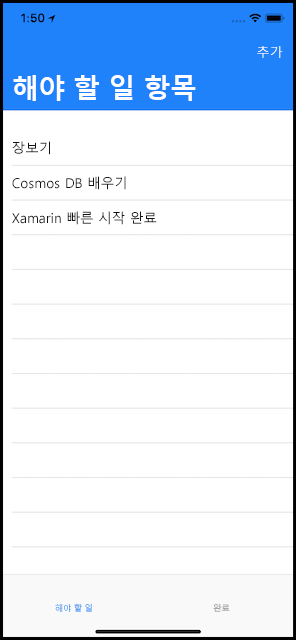 1:50
추가
해야 할 일 항목
장보기
Cosmos DB 배우기
Xamarin 빠른 시작 완료
해야 할 일
완료